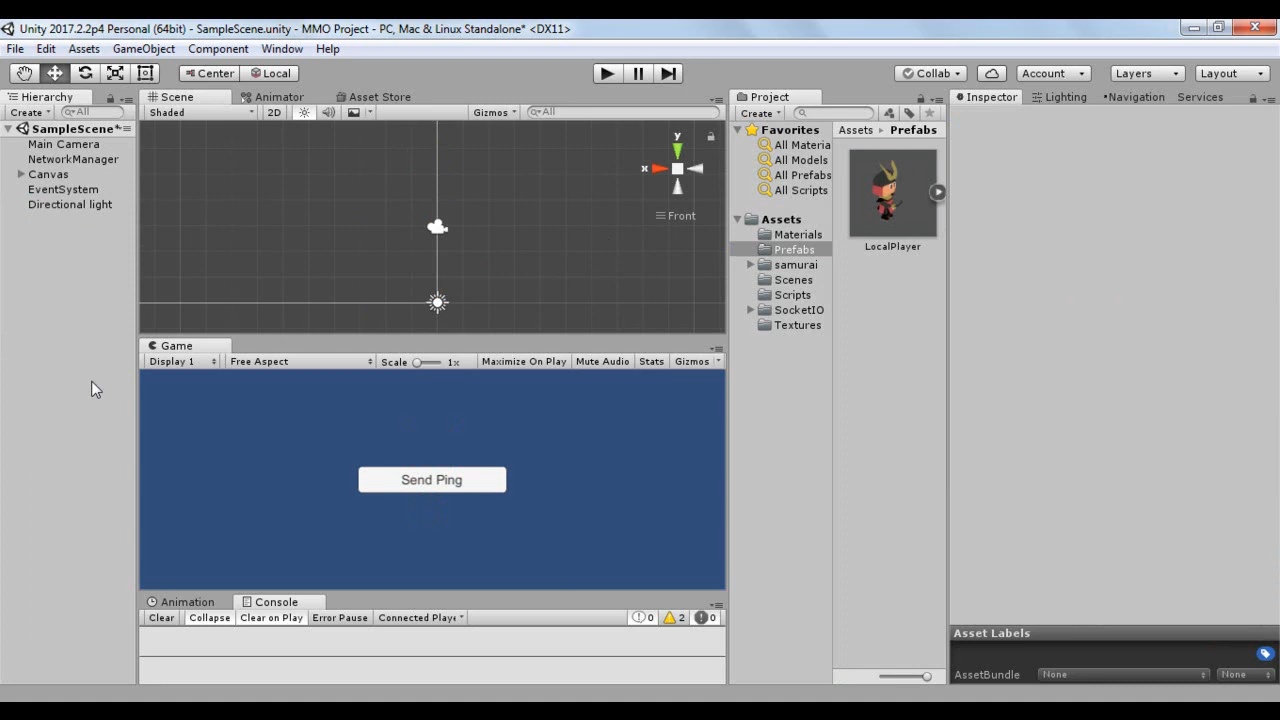 Unity 2017.2.2p4 Personal (64bit) - SampleScene.unity - MMO Project - PC, Mac & Linux Standalone* <DX11>
File Edit Assets GameObject Component Window Help
Center Local Collab Account Layers Layout
Hierarchy Scene Animator Asset Store Project Inspector Lighting Navigation Services
Create All Shaded 2D Gizmos All Create
SampleScene*
Main Camera
NetworkManager
Canvas
EventSystem
Directional light
y
x
Front
Favorites
All Materia
All Models
All Prefabs
All Scripts
Assets
Materials
Prefabs
samurai
Scenes
Scripts
SocketIO
Textures
Assets Prefabs
LocalPlayer
Game
Display 1 Free Aspect Scale 1x Maximize On Play Mute Audio Stats Gizmos
Send Ping
Animation Console
Clear Collapse Clear on Play Error Pause Connected Playe 0 2 0
Asset Labels
AssetBundle None None